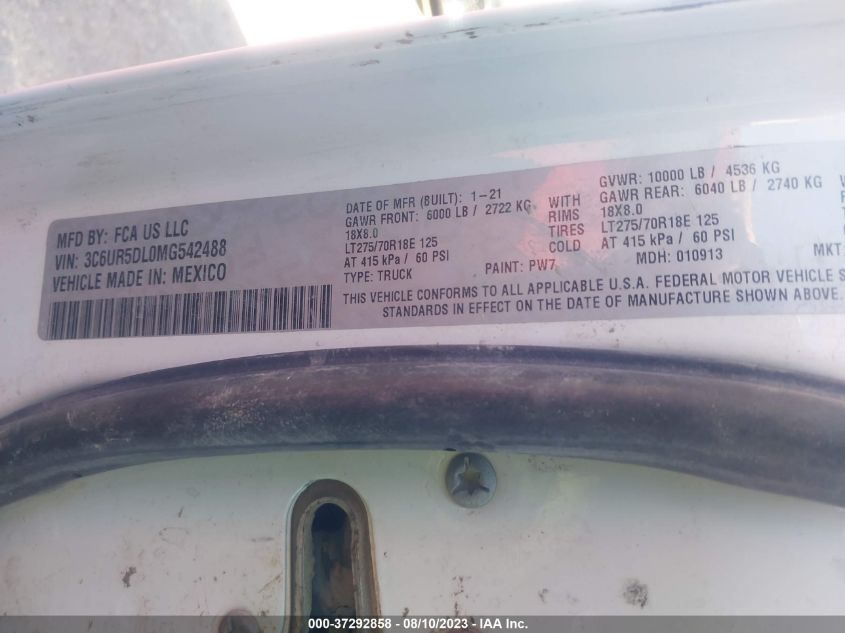 MFD BY: FCA US LLC
VIN: 3C6UR5DL0MG542488
VEHICLE MADE IN: MEXICO
DATE OF MFR (BUILT): 1-21
GAWR FRONT: 6000 LB / 2722 KG
18X8.0
LT275/70R18E 125
AT 415 kPa / 60 PSI
TYPE: TRUCK
PAINT: PW7
WITH
RIMS
TIRES
COLD
GVWR: 10000 LB / 4536 KG
GAWR REAR: 6040 LB / 2740 KG
18X8.0
LT275/70R18E 125
AT 415 kPa / 60 PSI
MDH: 010913
MKT:
THIS VEHICLE CONFORMS TO ALL APPLICABLE U.S.A. FEDERAL MOTOR VEHICLE S
STANDARDS IN EFFECT ON THE DATE OF MANUFACTURE SHOWN ABOVE.
000-37292858 - 08/10/2023 - IAA Inc.